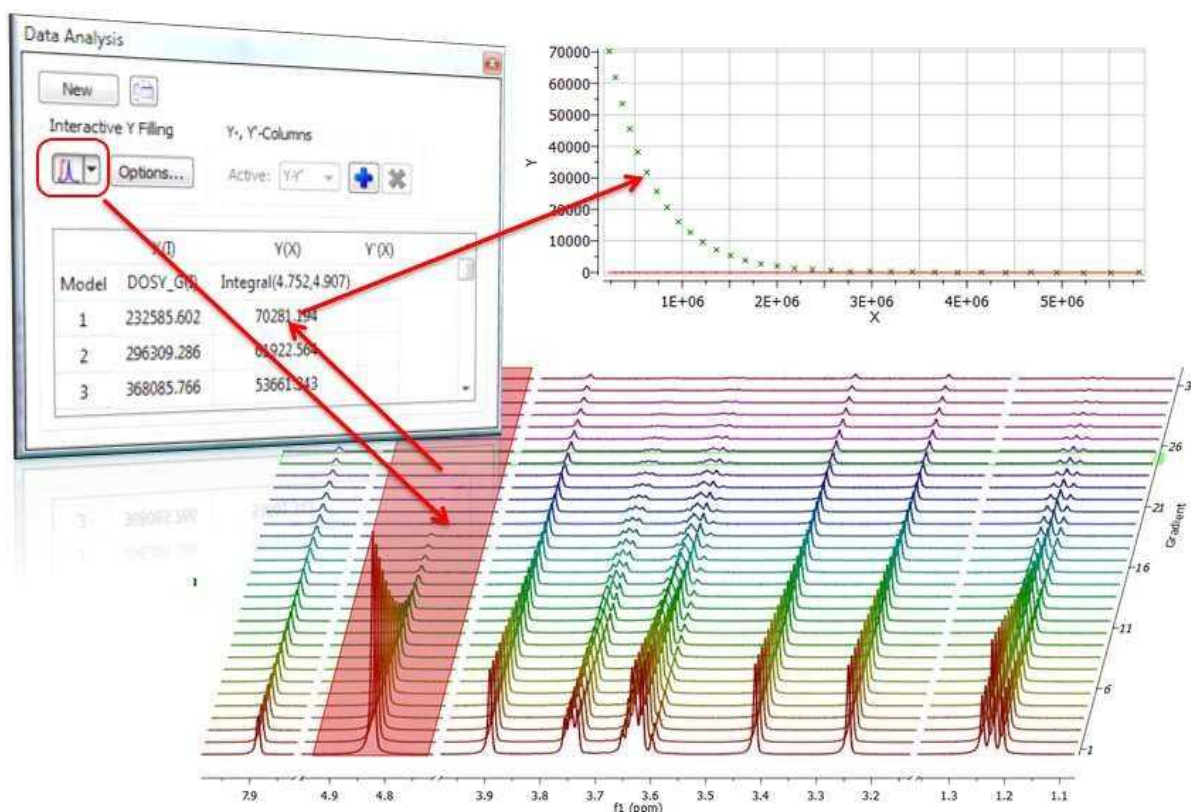 Data Analysis
New
Interactive Y Filling
Y-, Y'-Columns
Options...
Active:
Y-Y'
X(I) Y(X) Y'(X)
Model DOSY_G(I) Integral(4.752,4.907)
1 232585.602 70281.194
2 296309.286 61922.564
3 368085.766 53661.343
70000
60000
50000
40000
30000
20000
10000
0
Y
1E+06 2E+06 3E+06 4E+06 5E+06
X
3
26
21
16
11
6
1
Gradient
1
7.9 4.9 4.8 3.9 3.8 3.7 3.6 3.5 3.4 3.3 3.2 1.3 1.2 1.1
f1 (ppm)